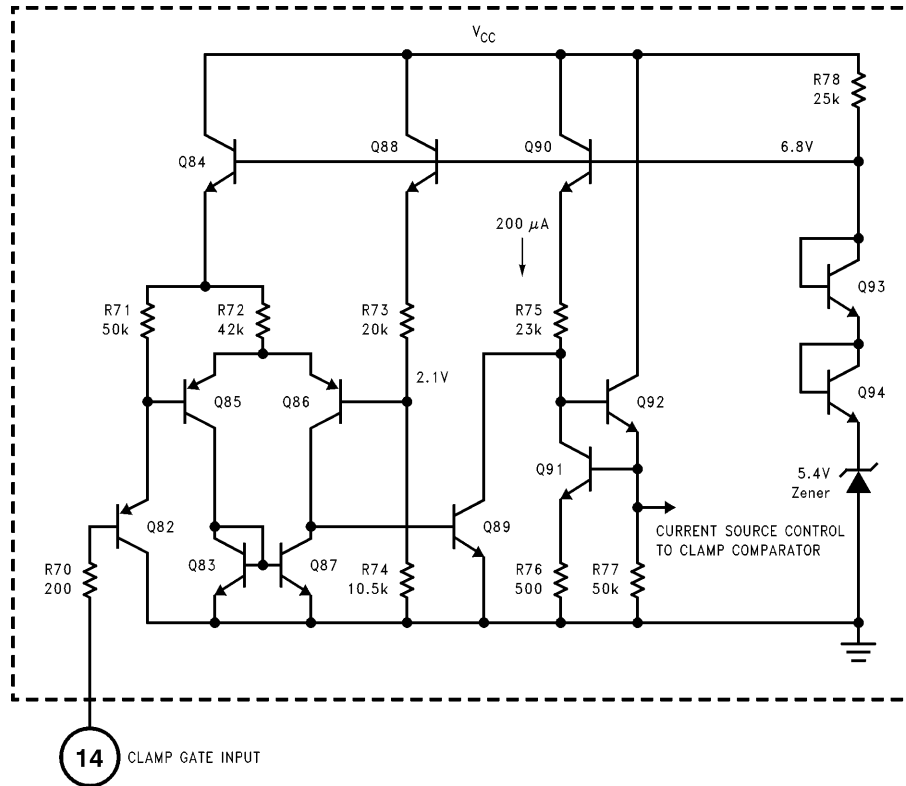 VCC
R78
25k
Q84
Q88
Q90
6.8V
200 μA
Q93
R71
50k
R72
42k
R73
20k
R75
23k
2.1V
Q85
Q86
Q92
Q94
Q91
5.4V
Zener
Q82
Q89
CURRENT SOURCE CONTROL
TO CLAMP COMPARATOR
R70
200
Q83
Q87
R74
10.5k
R76
500
R77
50k
14 CLAMP GATE INPUT